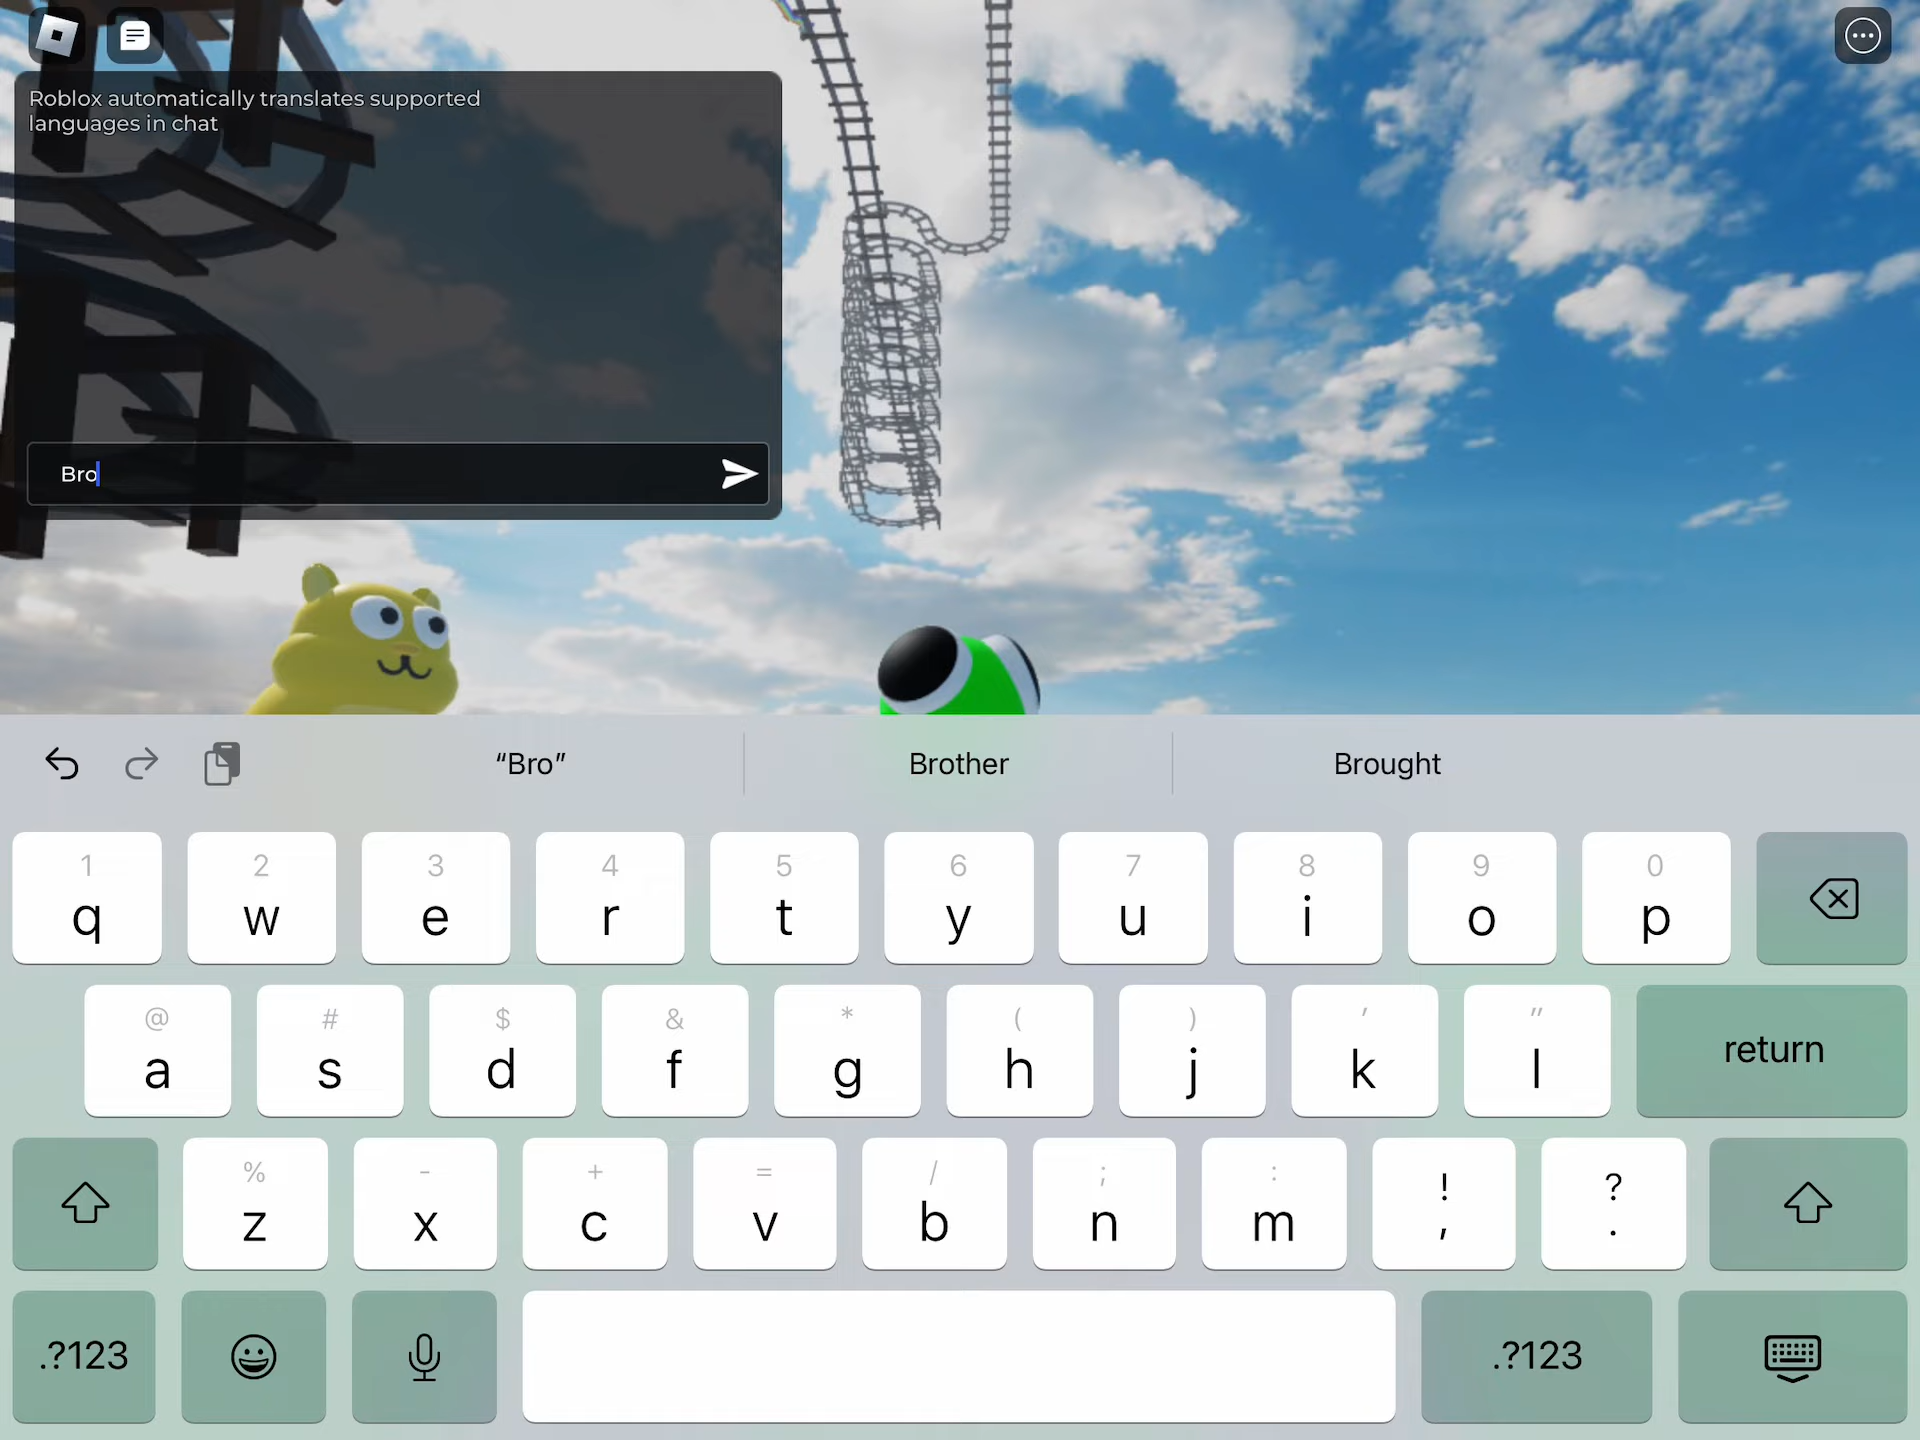 Roblox automatically translates supported
languages in chat
Bro
“Bro” Brother Brought
1 2 3 4 5 6 7 8 9 0
q w e r t y u i o p
@ # $ & * ( ) ' "
a s d f g h j k l return
% - + = / ; : ! ?
z x c v b n m , .
.?123 .?123